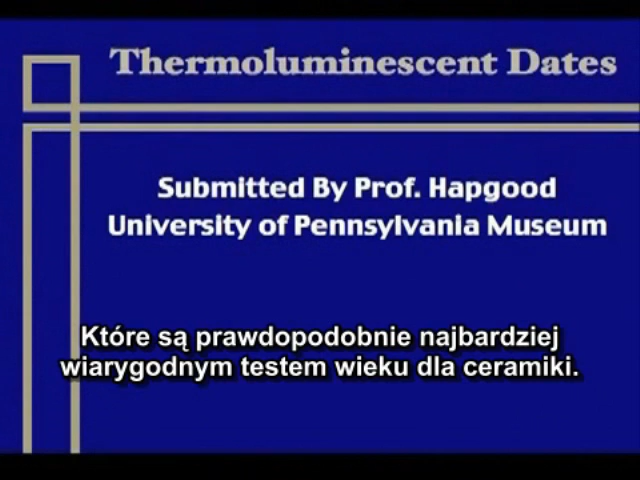 Thermoluminescent Dates
Submitted By Prof. Hapgood
University of Pennsylvania Museum
Które są prawdopodobnie najbardziej
wiarygodnym testem wieku dla ceramiki.